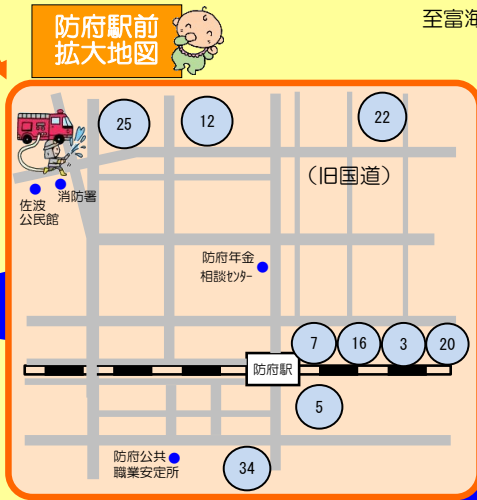 防府駅前
拡大地図
至富海
25
12
22
(旧国道)
消防署
佐波
公民館
防府年金
相談センター
7
16
3
20
防府駅
5
防府公共
職業安定所
34